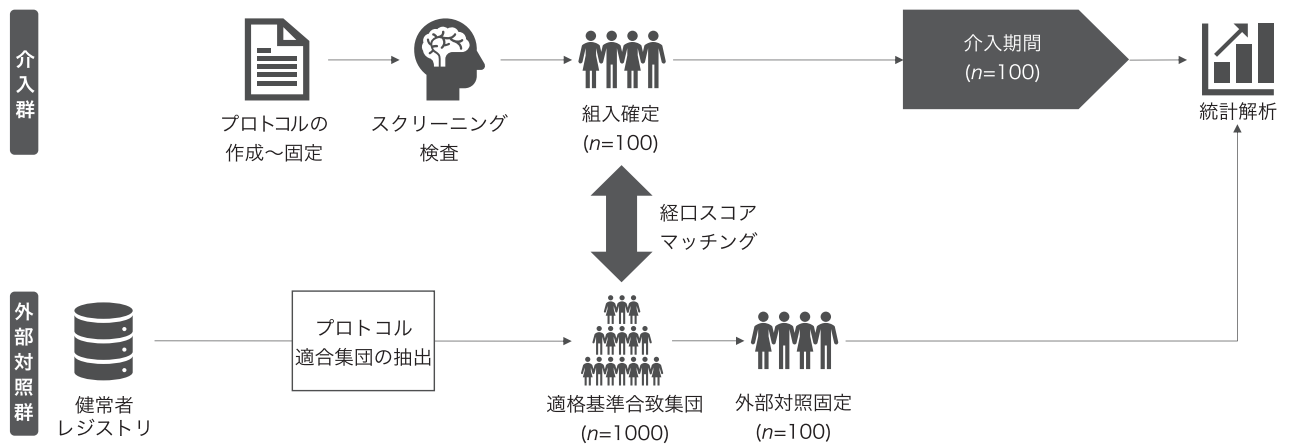 介入群
プロトコルの
作成～固定
スクリーニング
検査
組入確定
(n=100)
介入期間
(n=100)
統計解析
経口スコア
マッチング
外部対照群
健常者
レジストリ
プロトコル
適合集団の抽出
適格基準合致集団
(n=1000)
外部対照固定
(n=100)